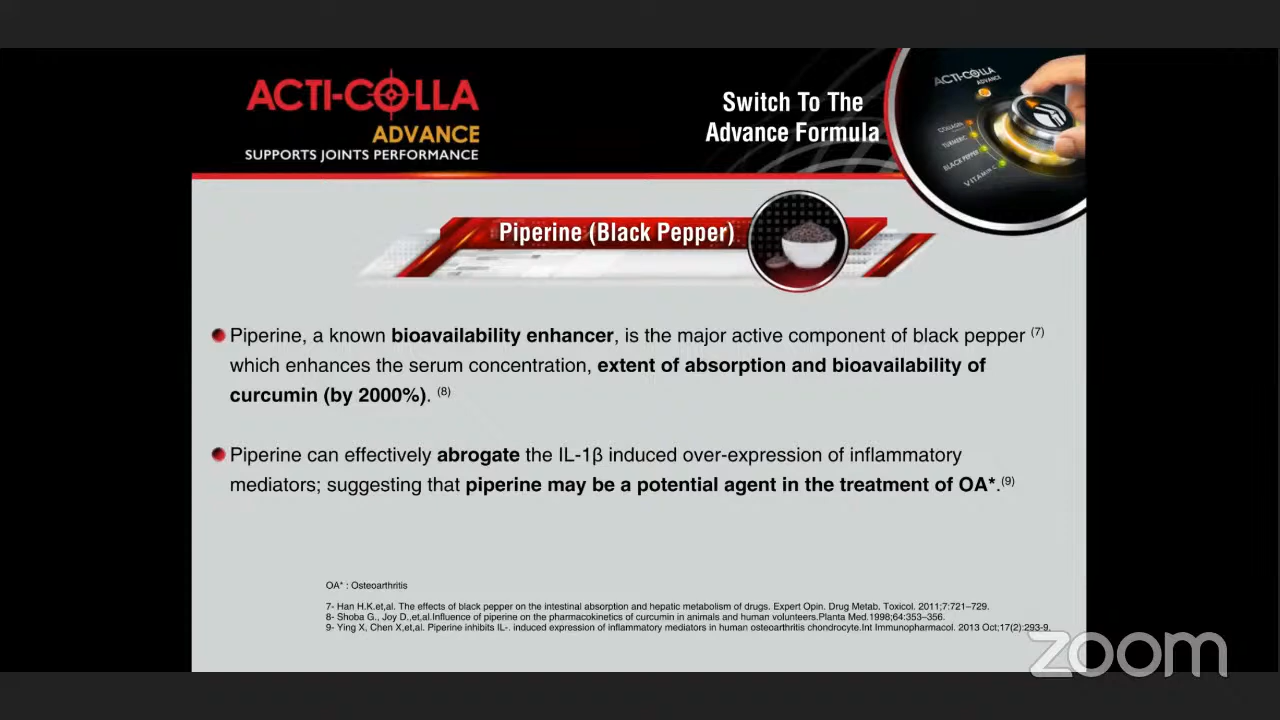 ACTI-COLLA
ADVANCE
SUPPORTS JOINTS PERFORMANCE
Switch To The
Advance Formula
ACTI-COLLA
ADVANCE
COLLAGEN
TURMERIC
BLACK PEPPER
VITAMIN C
Piperine (Black Pepper)
Piperine, a known bioavailability enhancer, is the major active component of black pepper (7)
which enhances the serum concentration, extent of absorption and bioavailability of
curcumin (by 2000%). (8)
Piperine can effectively abrogate the IL-1β induced over-expression of inflammatory
mediators; suggesting that piperine may be a potential agent in the treatment of OA*.(9)
OA* : Osteoarthritis
7- Han H.K.et,al. The effects of black pepper on the intestinal absorption and hepatic metabolism of drugs. Expert Opin. Drug Metab. Toxicol. 2011;7:721–729.
8- Shoba G., Joy D.,et,al.Influence of piperine on the pharmacokinetics of curcumin in animals and human volunteers.Planta Med.1998;64:353–356.
9- Ying X, Chen X,et,al. Piperine inhibits IL-. induced expression of inflammatory mediators in human osteoarthritis chondrocyte.Int Immunopharmacol. 2013 Oct;17(2):293-9.
zoom